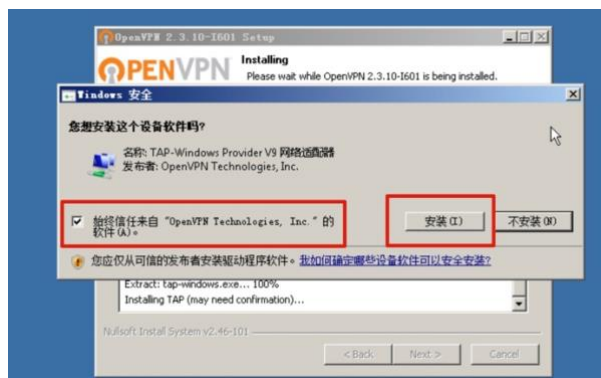 OpenVPN 2.3.10-I601 Setup
OPENVPN
Installing
Please wait while OpenVPN 2.3.10-I601 is being installed.
Windows 安全
您想安装这个设备软件吗?
名称: TAP-Windows Provider V9 网络适配器
发布者: OpenVPN Technologies, Inc.
始终信任来自 "OpenVPN Technologies, Inc." 的
软件(A)。
安装(I)
不安装(N)
您应仅从可信的发布者安装驱动程序软件。我如何确定哪些设备软件可以安全安装?
Extract: tap-windows.exe... 100%
Installing TAP (may need confirmation)...
Nullsoft Install System v2.46-101
< Back
Next >
Cancel